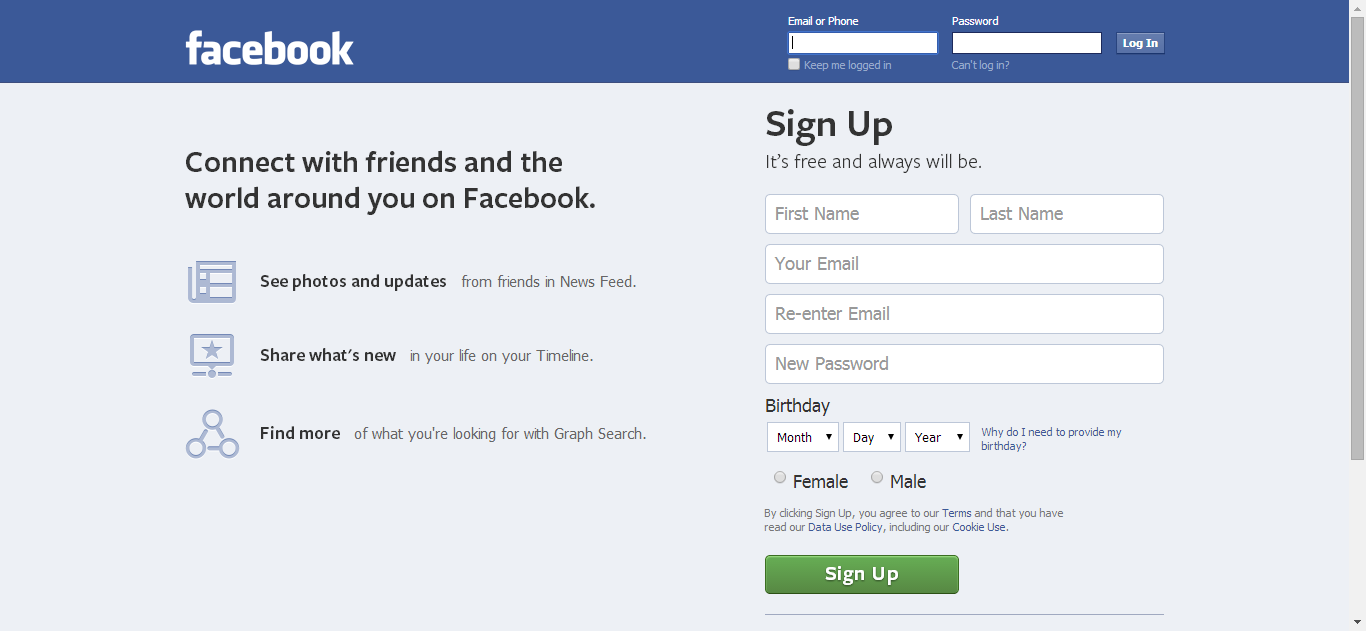 facebook
Email or Phone
Password
Log In
Keep me logged in
Can't log in?
Connect with friends and the
world around you on Facebook.
See photos and updates from friends in News Feed.
Share what's new in your life on your Timeline.
Find more of what you're looking for with Graph Search.
Sign Up
It's free and always will be.
First Name
Last Name
Your Email
Re-enter Email
New Password
Birthday
Month
Day
Year
Why do I need to provide my
birthday?
Female
Male
By clicking Sign Up, you agree to our Terms and that you have
read our Data Use Policy, including our Cookie Use.
Sign Up